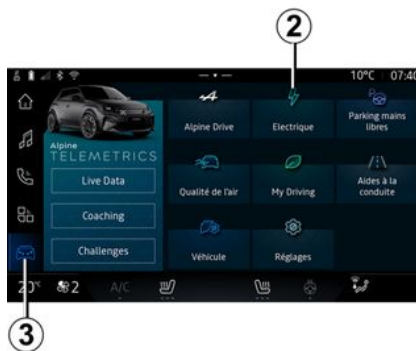 2
10°C 07:40
Alpine
TELEMETRICS
Live Data
Coaching
Challenges
Alpine Drive
Electrique
Parking mains
libres
Qualité de l'air
My Driving
Aides à la
conduite
Véhicule
Réglages
20°C
2
A/C
3